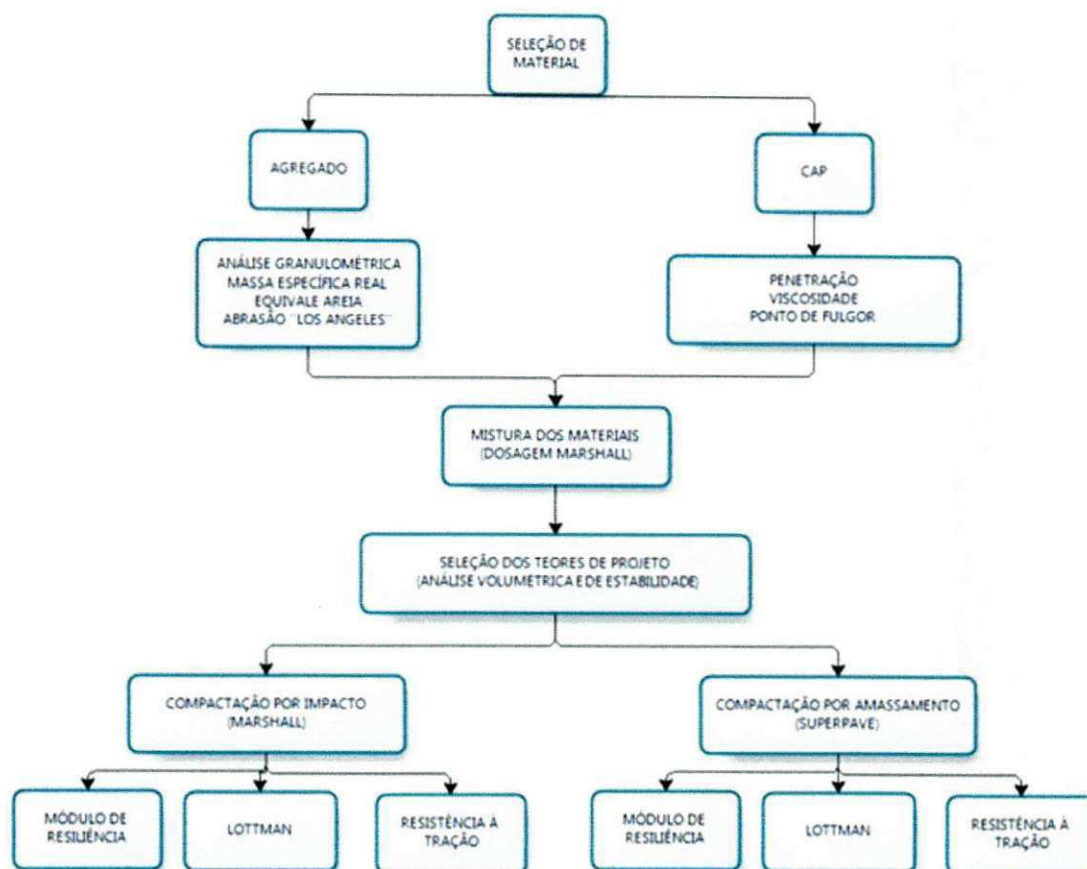 SELEÇÃO DE
MATERIAL
AGREGADO
CAP
ANÁLISE GRANULOMÉTRICA
MASSA ESPECÍFICA REAL
EQUIVALE AREIA
ABRASÃO ¨LOS ANGELES¨
PENETRAÇÃO
VISCOSIDADE
PONTO DE FULGOR
MISTURA DOS MATERIAIS
(DOSAGEM MARSHALL)
SELEÇÃO DOS TEORES DE PROJETO
(ANÁLISE VOLUMÉTRICA E DE ESTABILIDADE)
COMPACTAÇÃO POR IMPACTO
(MARSHALL)
COMPACTAÇÃO POR AMASSAMENTO
(SUPERPAVE)
MÓDULO DE
RESILIÊNCIA
LOTTMAN
RESISTÊNCIA À
TRAÇÃO
MÓDULO DE
RESILIÊNCIA
LOTTMAN
RESISTÊNCIA À
TRAÇÃO